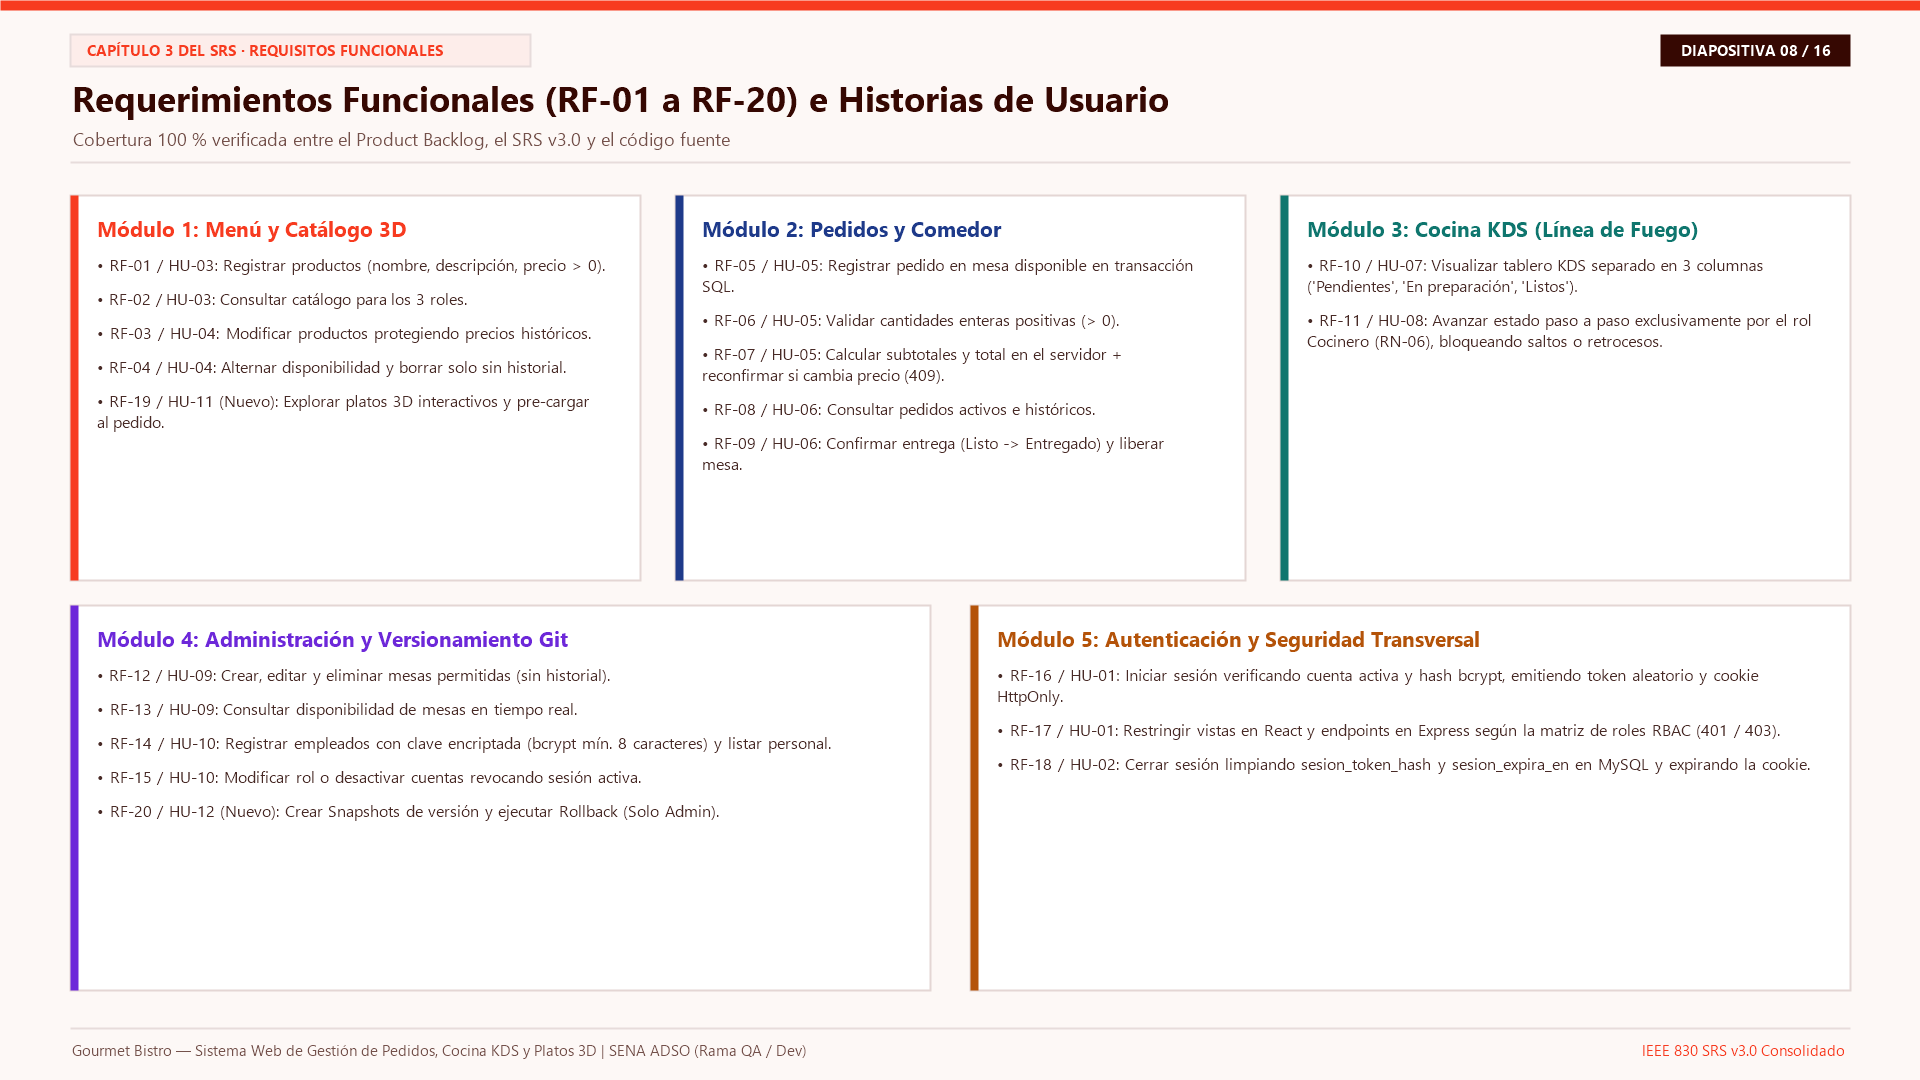 CAPÍTULO 3 DEL SRS · REQUISITOS FUNCIONALES
DIAPOSITIVA 08 / 16
Requerimientos Funcionales (RF-01 a RF-20) e Historias de Usuario
Cobertura 100 % verificada entre el Product Backlog, el SRS v3.0 y el código fuente
Módulo 1: Menú y Catálogo 3D
• RF-01 / HU-03: Registrar productos (nombre, descripción, precio > 0).
• RF-02 / HU-03: Consultar catálogo para los 3 roles.
• RF-03 / HU-04: Modificar productos protegiendo precios históricos.
• RF-04 / HU-04: Alternar disponibilidad y borrar solo sin historial.
• RF-19 / HU-11 (Nuevo): Explorar platos 3D interactivos y pre-cargar
al pedido.
Módulo 2: Pedidos y Comedor
• RF-05 / HU-05: Registrar pedido en mesa disponible en transacción
SQL.
• RF-06 / HU-05: Validar cantidades enteras positivas (> 0).
• RF-07 / HU-05: Calcular subtotales y total en el servidor +
reconfirmar si cambia precio (409).
• RF-08 / HU-06: Consultar pedidos activos e históricos.
• RF-09 / HU-06: Confirmar entrega (Listo -> Entregado) y liberar
mesa.
Módulo 3: Cocina KDS (Línea de Fuego)
• RF-10 / HU-07: Visualizar tablero KDS separado en 3 columnas
('Pendientes', 'En preparación', 'Listos').
• RF-11 / HU-08: Avanzar estado paso a paso exclusivamente por el rol
Cocinero (RN-06), bloqueando saltos o retrocesos.
Módulo 4: Administración y Versionamiento Git
• RF-12 / HU-09: Crear, editar y eliminar mesas permitidas (sin historial).
• RF-13 / HU-09: Consultar disponibilidad de mesas en tiempo real.
• RF-14 / HU-10: Registrar empleados con clave encriptada (bcrypt mín. 8 caracteres) y listar personal.
• RF-15 / HU-10: Modificar rol o desactivar cuentas revocando sesión activa.
• RF-20 / HU-12 (Nuevo): Crear Snapshots de versión y ejecutar Rollback (Solo Admin).
Módulo 5: Autenticación y Seguridad Transversal
• RF-16 / HU-01: Iniciar sesión verificando cuenta activa y hash bcrypt, emitiendo token aleatorio y cookie
HttpOnly.
• RF-17 / HU-01: Restringir vistas en React y endpoints en Express según la matriz de roles RBAC (401 / 403).
• RF-18 / HU-02: Cerrar sesión limpiando sesion_token_hash y sesion_expira_en en MySQL y expirando la cookie.
Gourmet Bistro — Sistema Web de Gestión de Pedidos, Cocina KDS y Platos 3D | SENA ADSO (Rama QA / Dev)
IEEE 830 SRS v3.0 Consolidado